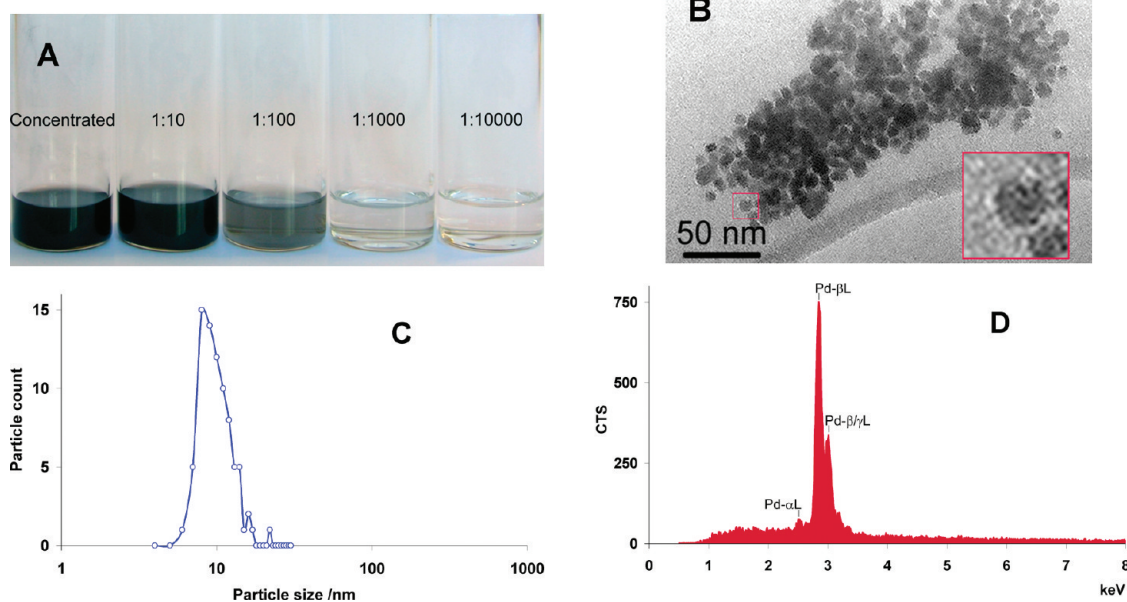 A
Concentrated 1:10 1:100 1:1000 1:10000
B
50 nm
C
15
10
5
0
1 10 100 1000
Particle count
Particle size /nm
D
750
500
250
0
0 1 2 3 4 5 6 7 8
CTS
keV
Pd-βL
Pd-β/γL
Pd-αL